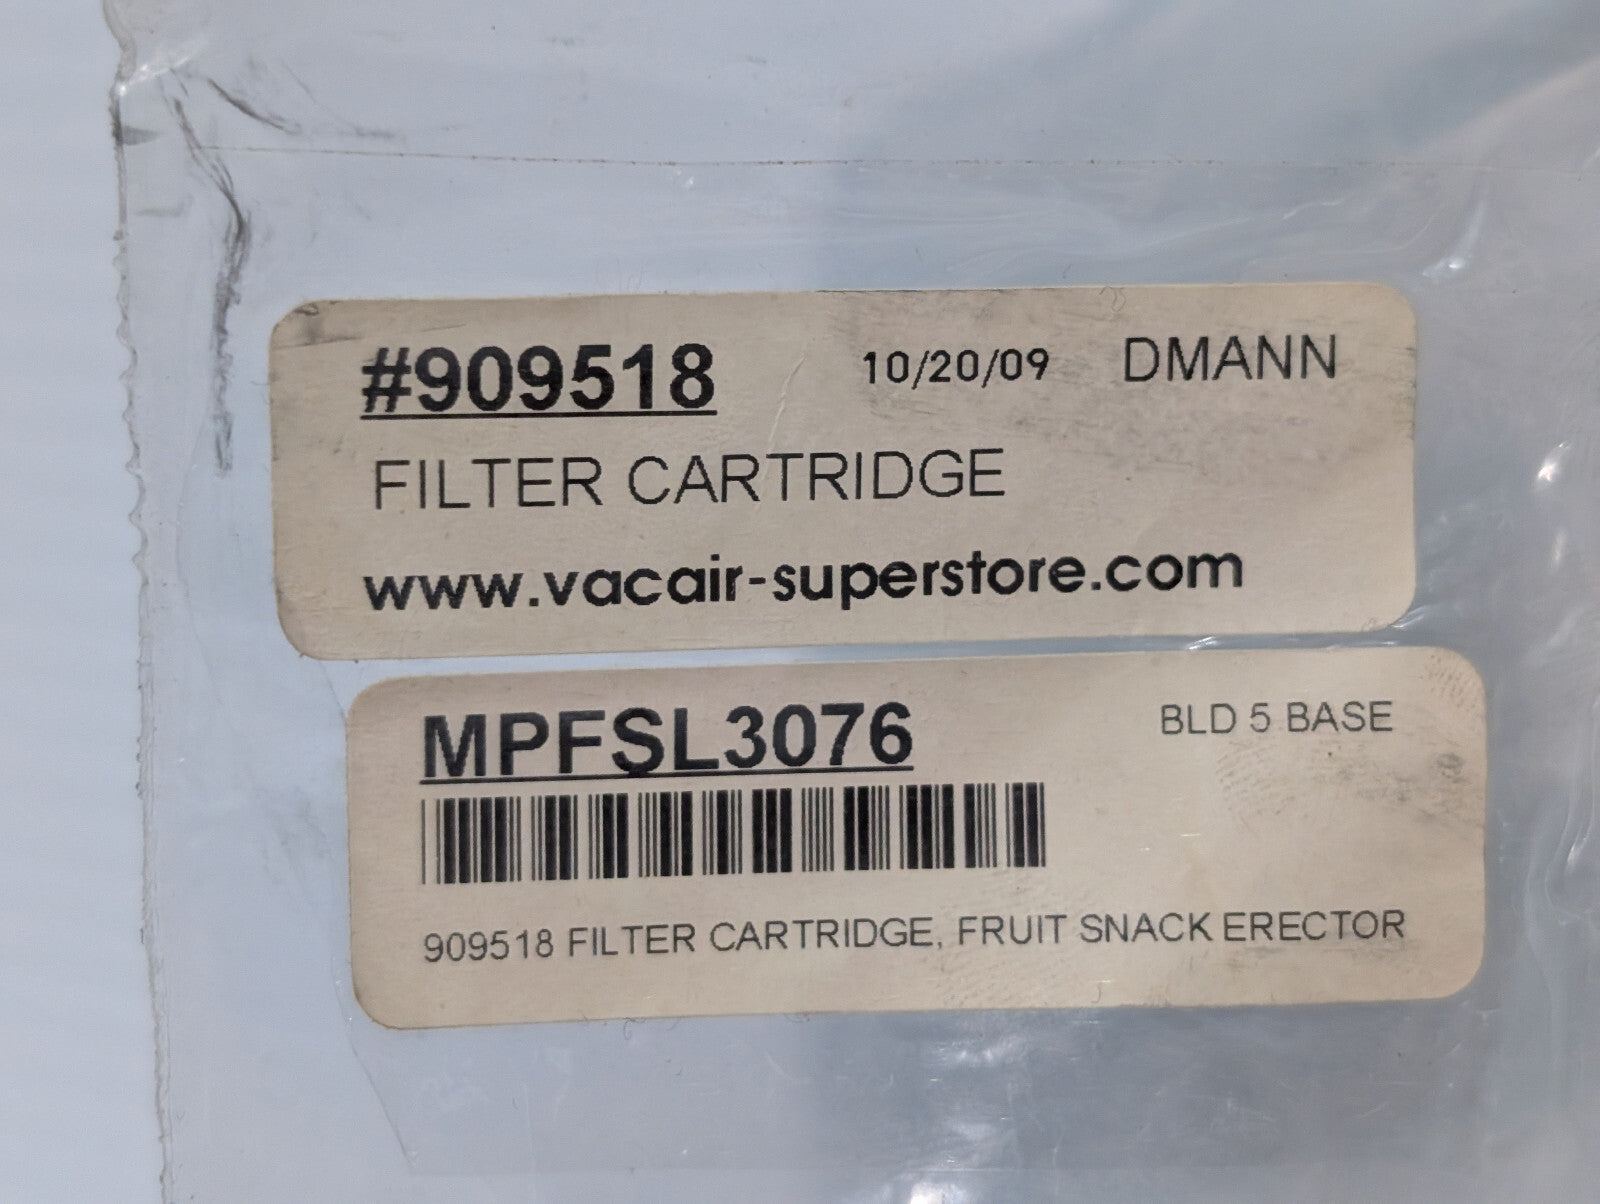 #909518 10/20/09 DMANN
FILTER CARTRIDGE
www.vacair-superstore.com
MPFSL3076 BLD 5 BASE
909518 FILTER CARTRIDGE, FRUIT SNACK ERECTOR